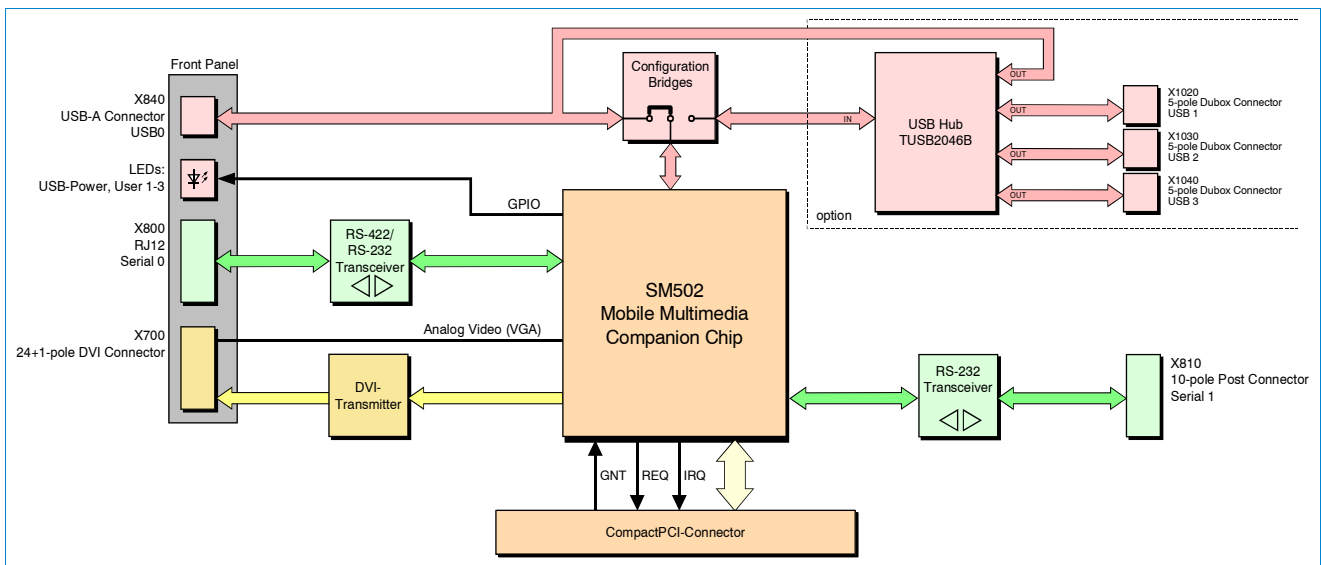 Front Panel
X840
USB-A Connector
USB0
LEDs:
USB-Power, User 1-3
X800
RJ12
Serial 0
X700
24+1-pole DVI Connector
RS-422/
RS-232
Transceiver
DVI-
Transmitter
GPIO
Analog Video (VGA)
Configuration
Bridges
SM502
Mobile Multimedia
Companion Chip
GNT
REQ
IRQ
CompactPCI-Connector
option
IN
USB Hub
TUSB2046B
OUT
OUT
OUT
OUT
X1020
5-pole Dubox Connector
USB 1
X1030
5-pole Dubox Connector
USB 2
X1040
5-pole Dubox Connector
USB 3
RS-232
Transceiver
X810
10-pole Post Connector
Serial 1